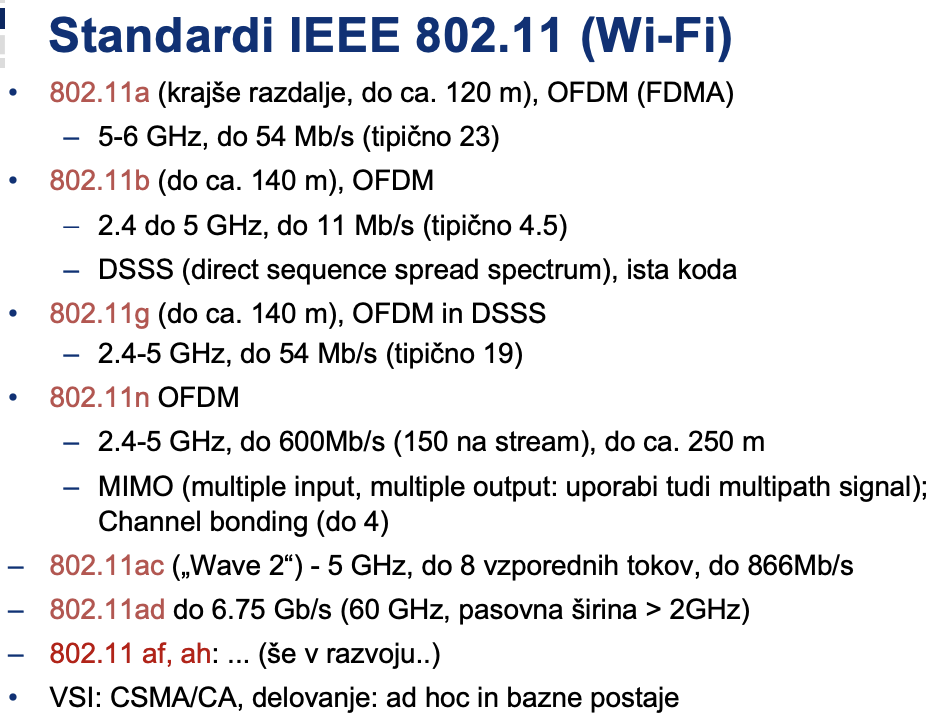 Standardi IEEE 802.11 (Wi-Fi)
• 802.11a (krajše razdalje, do ca. 120 m), OFDM (FDMA)
– 5-6 GHz, do 54 Mb/s (tipično 23)
• 802.11b (do ca. 140 m), OFDM
– 2.4 do 5 GHz, do 11 Mb/s (tipično 4.5)
– DSSS (direct sequence spread spectrum), ista koda
• 802.11g (do ca. 140 m), OFDM in DSSS
– 2.4-5 GHz, do 54 Mb/s (tipično 19)
• 802.11n OFDM
– 2.4-5 GHz, do 600Mb/s (150 na stream), do ca. 250 m
– MIMO (multiple input, multiple output: uporabi tudi multipath signal);
Channel bonding (do 4)
– 802.11ac („Wave 2“) - 5 GHz, do 8 vzporednih tokov, do 866Mb/s
– 802.11ad do 6.75 Gb/s (60 GHz, pasovna širina > 2GHz)
– 802.11 af, ah: ... (še v razvoju..)
• VSI: CSMA/CA, delovanje: ad hoc in bazne postaje